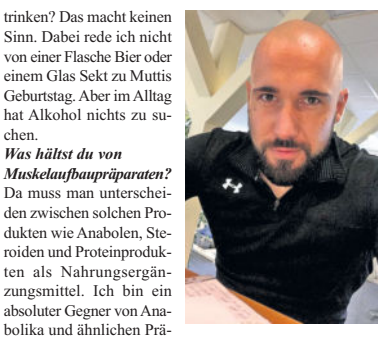 trinken? Das macht keinen
Sinn. Dabei rede ich nicht
von einer Flasche Bier oder
einem Glas Sekt zu Muttis
Geburtstag. Aber im Alltag
hat Alkohol nichts zu su-
chen.
Was hältst du von
Muskelaufbaupräparaten?
Da muss man unterschei-
den zwischen solchen Pro-
dukten wie Anabolen, Ste-
roiden und Proteinproduk-
ten als Nahrungsergän-
zungsmittel. Ich bin ein
absoluter Gegner von Ana-
bolika und ähnlichen Prä-